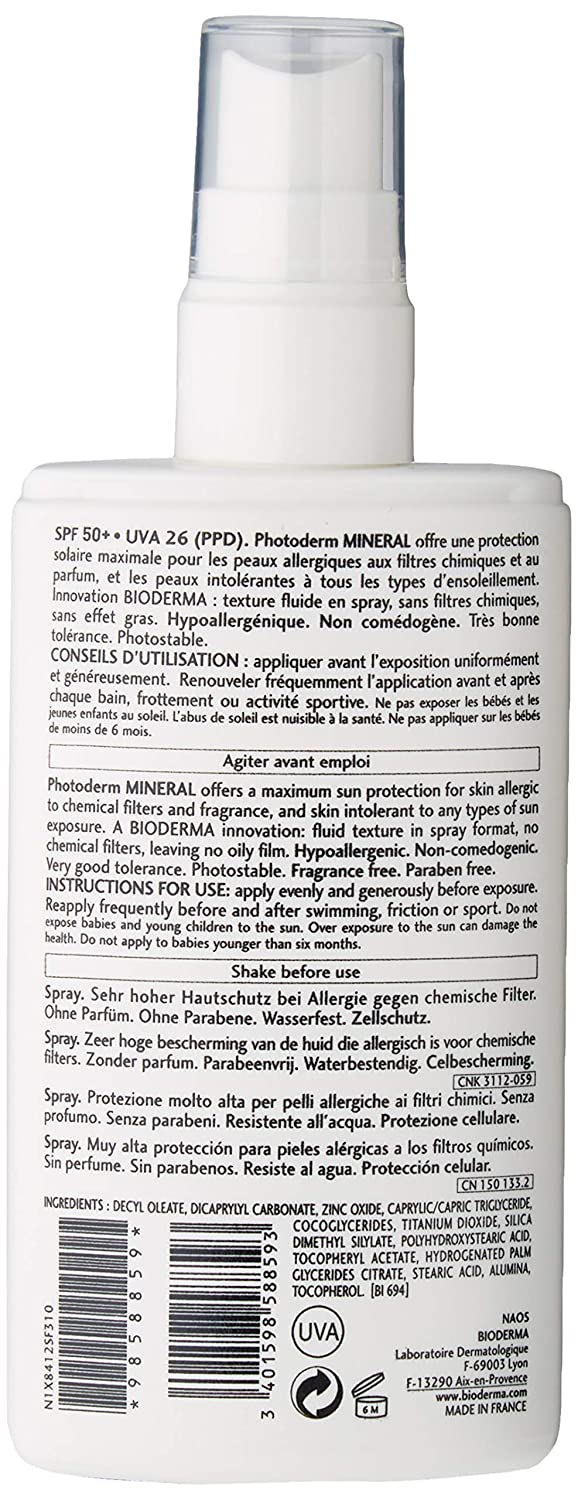 SPF 50+ • UVA 26 (PPD). Photoderm MINERAL offre une protection
solaire maximale pour les peaux allergiques aux filtres chimiques et au
parfum, et les peaux intolérantes à tous les types d'ensoleillement.
Innovation BIODERMA : texture fluide en spray, sans filtres chimiques,
sans effet gras. Hypoallergénique. Non comédogène. Très bonne
tolérance. Photostable.
CONSEILS D'UTILISATION : appliquer avant l'exposition uniformément
et généreusement. Renouveler fréquemment l'application avant et après
chaque bain, frottement ou activité sportive. Ne pas exposer les bébés et les
jeunes enfants au soleil. L'abus de soleil est nuisible à la santé. Ne pas appliquer sur les bébés
de moins de 6 mois.
Agiter avant emploi
Photoderm MINERAL offers a maximum sun protection for skin allergic
to chemical filters and fragrance, and skin intolerant to any types of sun
exposure. A BIODERMA innovation: fluid texture in spray format, no
chemical filters, leaving no oily film. Hypoallergenic. Non-comedogenic.
Very good tolerance. Photostable. Fragrance free. Paraben free.
INSTRUCTIONS FOR USE: apply evenly and generously before exposure.
Reapply frequently before and after swimming, friction or sport. Do not
expose babies and young children to the sun. Over exposure to the sun can damage the
health. Do not apply to babies younger than six months.
Shake before use
Spray. Sehr hoher Hautschutz bei Allergie gegen chemische Filter.
Ohne Parfüm. Ohne Parabene. Wasserfest. Zellschutz.
Spray. Zeer hoge bescherming van de huid die allergisch is voor chemische
filters. Zonder parfum. Parabeenvrij. Waterbestendig. Celbescherming.
CNK 3112-059
Spray. Protezione molto alta per pelli allergiche ai filtri chimici. Senza
profumo. Senza parabeni. Resistente all'acqua. Protezione cellulare.
Spray. Muy alta protección para pieles alérgicas a los filtros químicos.
Sin perfume. Sin parabenos. Resiste al agua. Protección celular.
CN 150 133.2
INGREDIENTS : DECYL OLEATE, DICAPRYLYL CARBONATE, ZINC OXIDE, CAPRYLIC/CAPRIC TRIGLYCERIDE,
COCOGLYCERIDES, TITANIUM DIOXIDE, SILICA
DIMETHYL SILYLATE, POLYHYDROXYSTEARIC ACID,
TOCOPHERYL ACETATE, HYDROGENATED PALM
GLYCERIDES CITRATE, STEARIC ACID, ALUMINA,
TOCOPHEROL. [BI 694]
N1X8412SF310
*9858859*
3 401598 588593
UVA
6 M
NAOS
BIODERMA
Laboratoire Dermatologique
F-69003 Lyon
F-13290 Aix-en-Provence
www.bioderma.com
MADE IN FRANCE